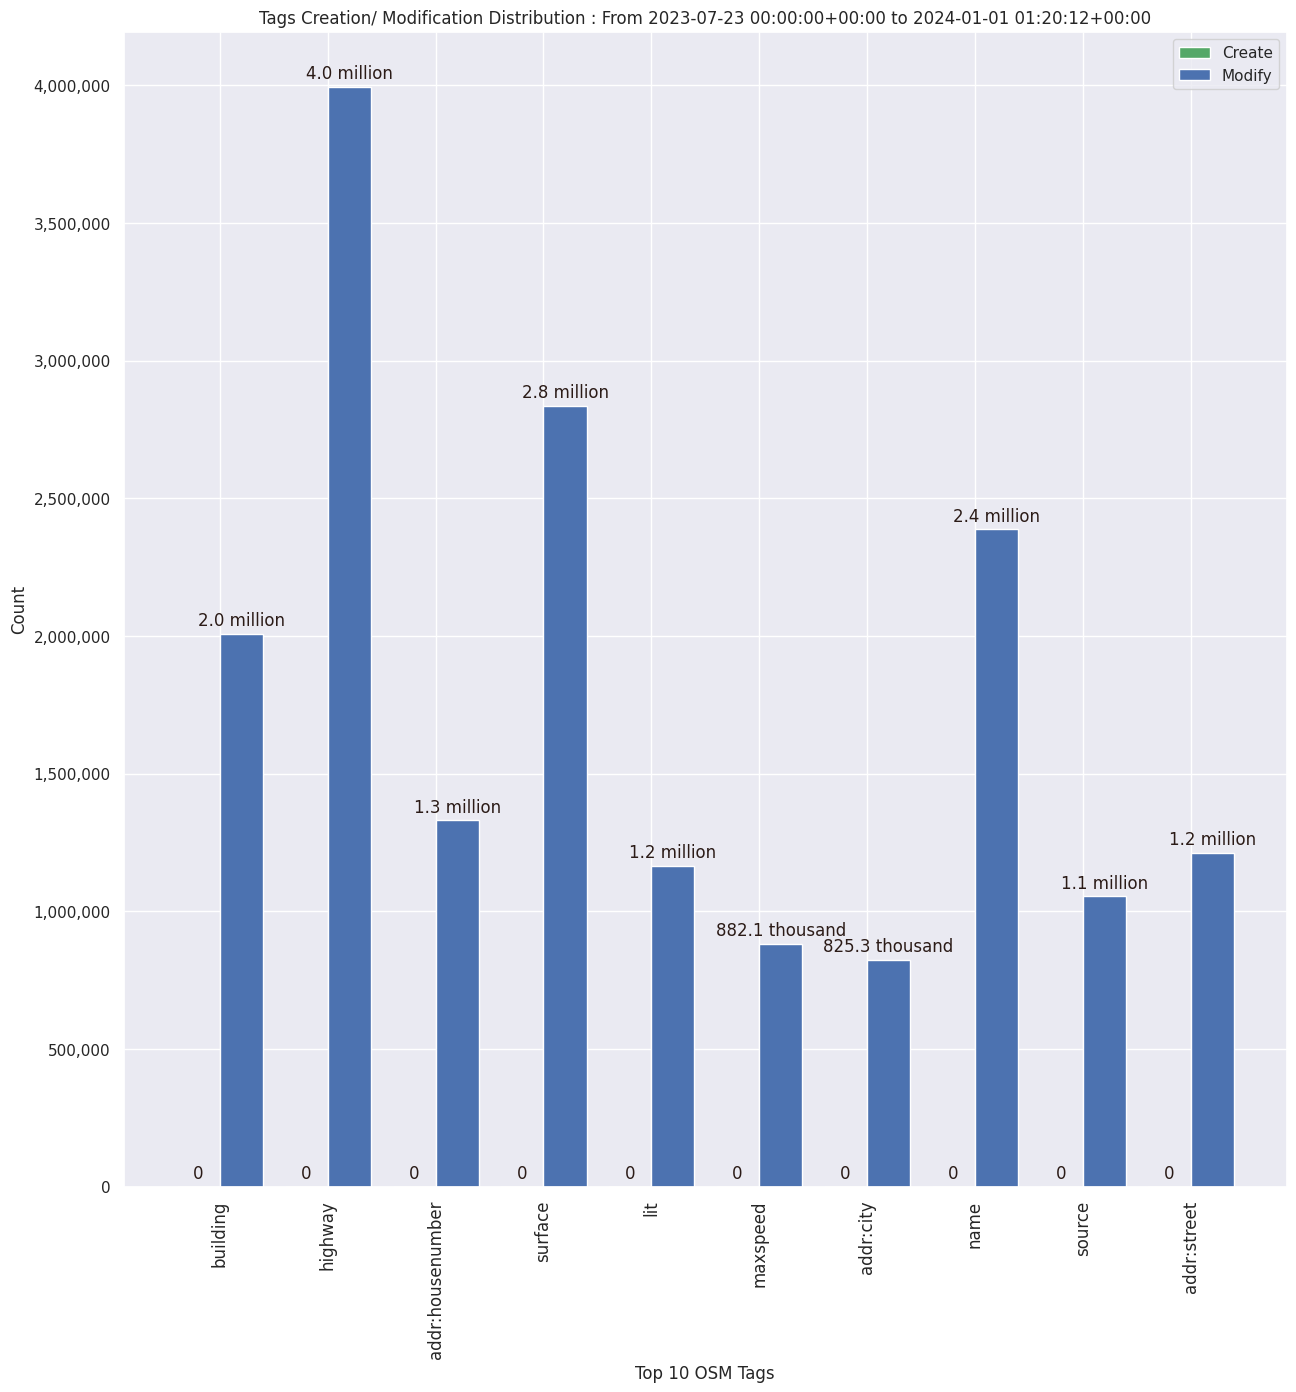 Tags Creation/ Modification Distribution : From 2023-07-23 00:00:00+00:00 to 2024-01-01 01:20:12+00:00
Create
Modify
Count
4,000,000
3,500,000
3,000,000
2,500,000
2,000,000
1,500,000
1,000,000
500,000
0
0
2.0 million
0
4.0 million
0
1.3 million
0
2.8 million
0
1.2 million
0
882.1 thousand
0
825.3 thousand
0
2.4 million
0
1.1 million
0
1.2 million
building
highway
addr:housenumber
surface
lit
maxspeed
addr:city
name
source
addr:street
Top 10 OSM Tags